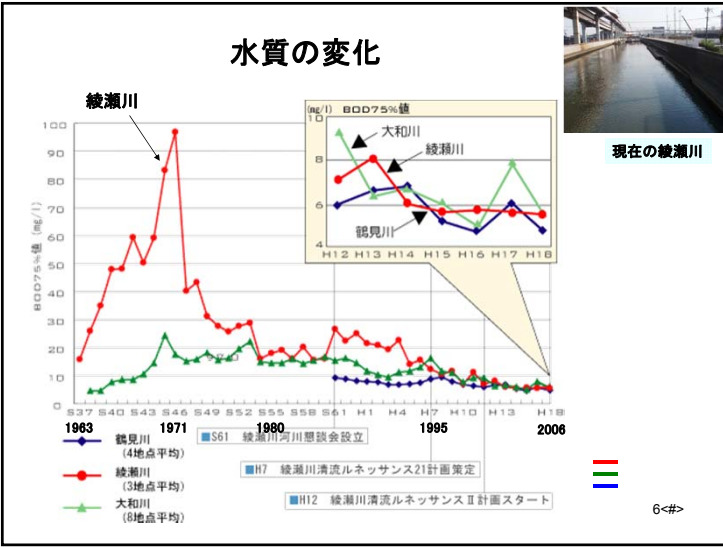 水質の変化
綾瀬川
現在の綾瀬川
(mg/l) BOD75%値
10
8
6
4
大和川
綾瀬川
鶴見川
H12 H13 H14 H15 H16 H17 H18
BOD75%値 (mg/l)
100
90
80
70
60
50
40
30
20
10
0
S37 S40 S43 S46 S49 S52 S55 S58 S61 H1 H4 H7 H10 H13 H18
1963 1971 1980 1995 2006
鶴見川
(4地点平均)
綾瀬川
(3地点平均)
大和川
(8地点平均)
■S61 綾瀬川河川懇談会設立
■H7 綾瀬川清流ルネッサンス21計画策定
■H12 綾瀬川清流ルネッサンスⅡ計画スタート
6<#>